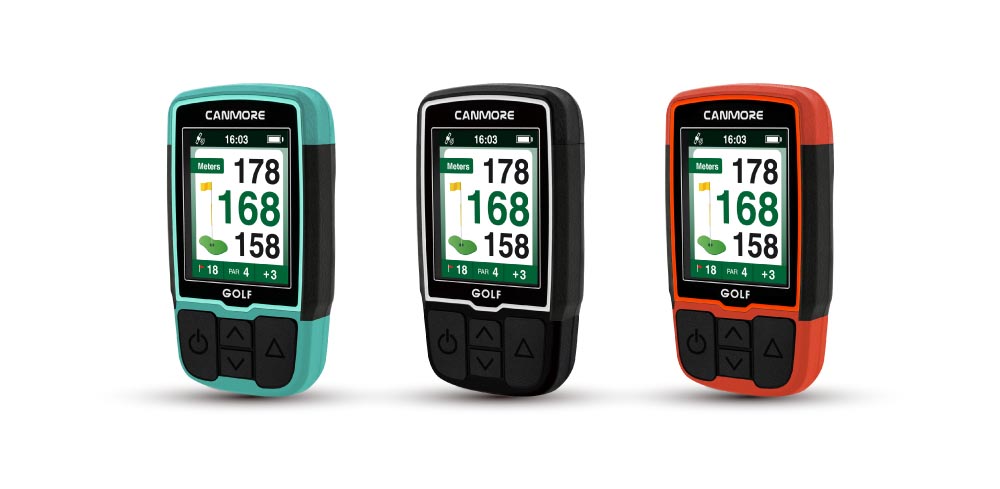 CANMORE
16:03
Meters
178
168
158
18 PAR 4 +3
GOLF
CANMORE
16:03
Meters
178
168
158
18 PAR 4 +3
GOLF
CANMORE
16:03
Meters
178
168
158
18 PAR 4 +3
GOLF